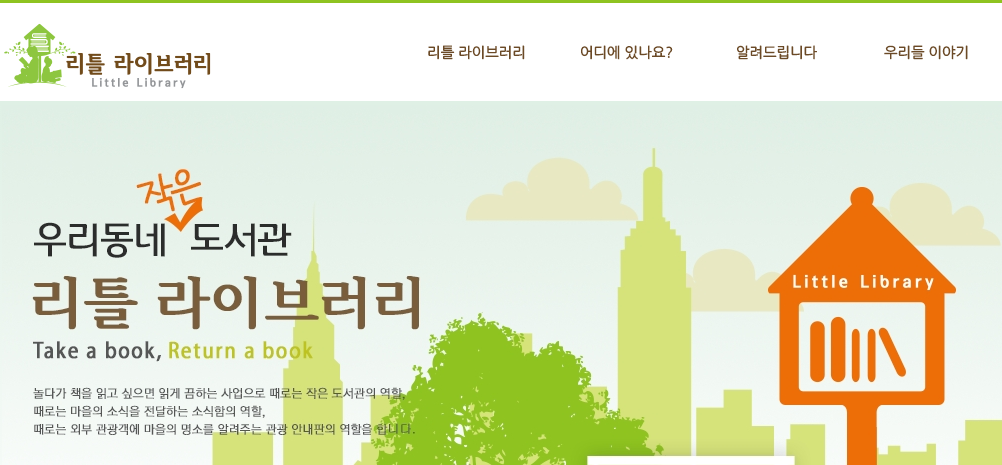 리틀 라이브러리
Little Library
리틀 라이브러리
어디에 있나요?
알려드립니다
우리들 이야기
작은
우리동네 도서관
리틀 라이브러리
Take a book, Return a book
놀다가 책을 읽고 싶으면 읽게 끔하는 사업으로 때로는 작은 도서관의 역할,
때로는 마을의 소식을 전달하는 소식함의 역할,
때로는 외부 관광객에 마을의 명소를 알려주는 관광 안내판의 역할을 합니다.
Little Library